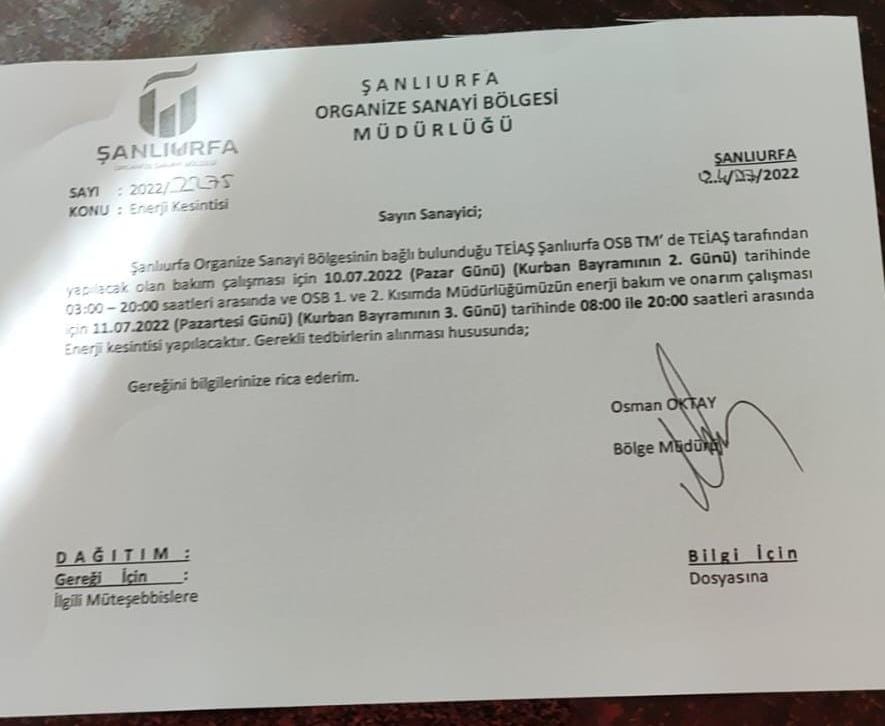 ŞANLIURFA
ORGANİZE SANAYİ BÖLGESİ
MÜDÜRLÜĞÜ
ŞANLIURFA
ORGANİZE SANAYİ BÖLGESİ
ŞANLIURFA
/2022
SAYI : 2022/2275
KONU : Enerji Kesintisi
Sayın Sanayici;
Şanlıurfa Organize Sanayi Bölgesinin bağlı bulunduğu TEİAŞ Şanlıurfa OSB TM' de TEİAŞ tarafından
yapılacak olan bakım çalışması için 10.07.2022 (Pazar Günü) (Kurban Bayramının 2. Günü) tarihinde
03:00 – 20:00 saatleri arasında ve OSB 1. ve 2. Kısımda Müdürlüğümüzün enerji bakım ve onarım çalışması
için 11.07.2022 (Pazartesi Günü) (Kurban Bayramının 3. Günü) tarihinde 08:00 ile 20:00 saatleri arasında
Enerji kesintisi yapılacaktır. Gerekli tedbirlerin alınması hususunda;
Gereğini bilgilerinize rica ederim.
Osman OKTAY
Bölge Müdürü
DAĞITIM :
Gereği İçin :
İlgili Müteşebbislere
Bilgi İçin
Dosyasına